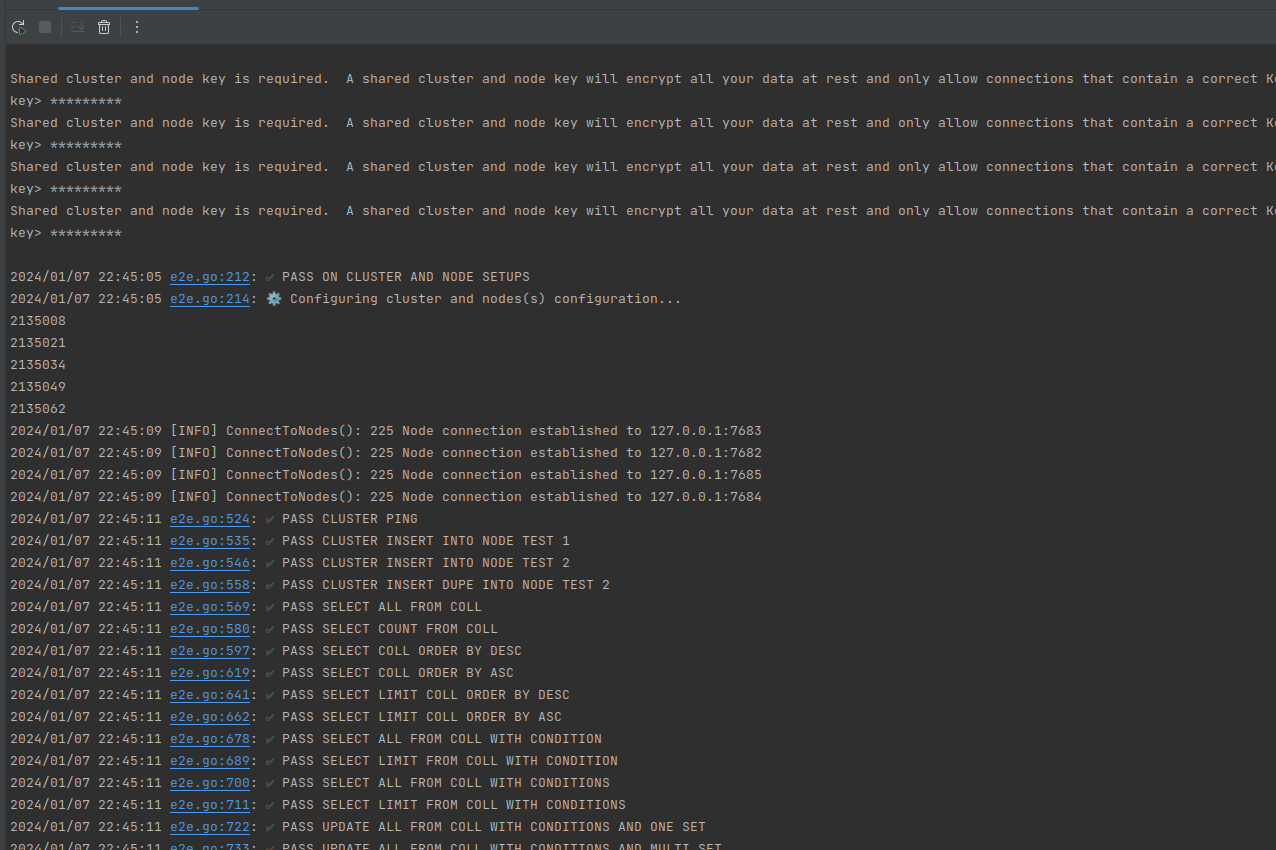 Shared cluster and node key is required.  A shared cluster and node key will encrypt all your data at rest and only allow connections that contain a correct
key> *********
Shared cluster and node key is required.  A shared cluster and node key will encrypt all your data at rest and only allow connections that contain a correct
key> *********
Shared cluster and node key is required.  A shared cluster and node key will encrypt all your data at rest and only allow connections that contain a correct
key> *********
Shared cluster and node key is required.  A shared cluster and node key will encrypt all your data at rest and only allow connections that contain a correct
key> *********
2024/01/07 22:45:05 e2e.go:212: ✅ PASS ON CLUSTER AND NODE SETUPS
2024/01/07 22:45:05 e2e.go:214: ⚙️ Configuring cluster and nodes(s) configuration...
2135008
2135021
2135034
2135049
2135062
2024/01/07 22:45:09 [INFO] ConnectToNodes(): 225 Node connection established to 127.0.0.1:7683
2024/01/07 22:45:09 [INFO] ConnectToNodes(): 225 Node connection established to 127.0.0.1:7682
2024/01/07 22:45:09 [INFO] ConnectToNodes(): 225 Node connection established to 127.0.0.1:7685
2024/01/07 22:45:09 [INFO] ConnectToNodes(): 225 Node connection established to 127.0.0.1:7684
2024/01/07 22:45:11 e2e.go:524: ✅ PASS CLUSTER PING
2024/01/07 22:45:11 e2e.go:535: ✅ PASS CLUSTER INSERT INTO NODE TEST 1
2024/01/07 22:45:11 e2e.go:546: ✅ PASS CLUSTER INSERT INTO NODE TEST 2
2024/01/07 22:45:11 e2e.go:558: ✅ PASS CLUSTER INSERT DUPE INTO NODE TEST 2
2024/01/07 22:45:11 e2e.go:569: ✅ PASS SELECT ALL FROM COLL
2024/01/07 22:45:11 e2e.go:580: ✅ PASS SELECT COUNT FROM COLL
2024/01/07 22:45:11 e2e.go:597: ✅ PASS SELECT COLL ORDER BY DESC
2024/01/07 22:45:11 e2e.go:619: ✅ PASS SELECT COLL ORDER BY ASC
2024/01/07 22:45:11 e2e.go:641: ✅ PASS SELECT LIMIT COLL ORDER BY DESC
2024/01/07 22:45:11 e2e.go:662: ✅ PASS SELECT LIMIT COLL ORDER BY ASC
2024/01/07 22:45:11 e2e.go:678: ✅ PASS SELECT ALL FROM COLL WITH CONDITION
2024/01/07 22:45:11 e2e.go:689: ✅ PASS SELECT LIMIT FROM COLL WITH CONDITION
2024/01/07 22:45:11 e2e.go:700: ✅ PASS SELECT ALL FROM COLL WITH CONDITIONS
2024/01/07 22:45:11 e2e.go:711: ✅ PASS SELECT LIMIT FROM COLL WITH CONDITIONS
2024/01/07 22:45:11 e2e.go:722: ✅ PASS UPDATE ALL FROM COLL WITH CONDITIONS AND ONE SET
2024/01/07 22:45:11 e2e.go:733: ✅ PASS UPDATE ALL FROM COLL WITH CONDITIONS AND MULTI SET